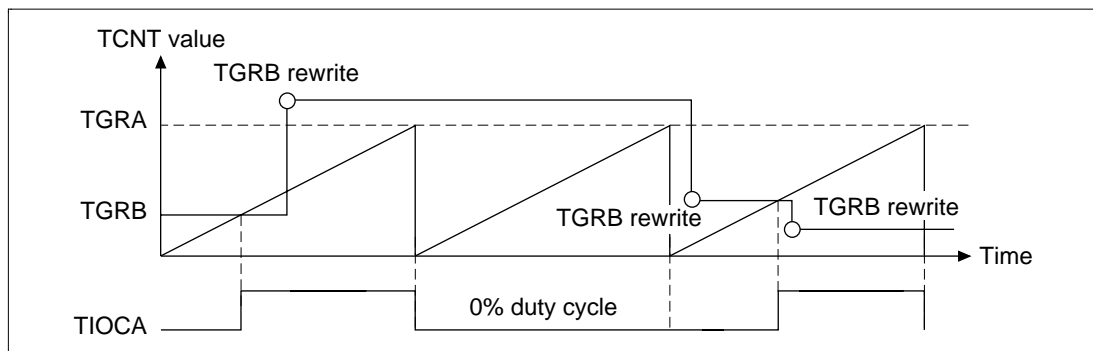 TCNT value
TGRB rewrite
TGRA
TGRB
TGRB rewrite
TGRB rewrite
Time
0% duty cycle
TIOCA